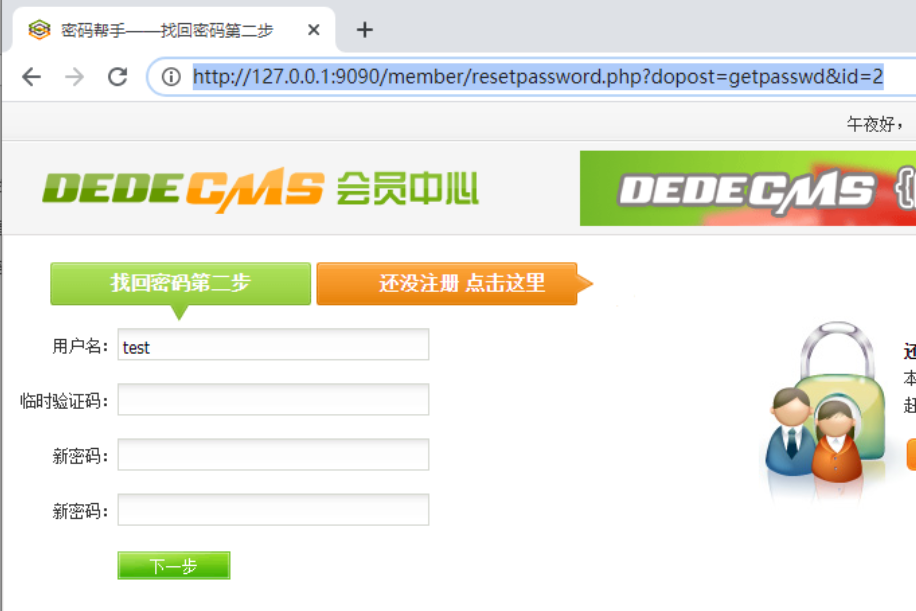 密码帮手——找回密码第二步
http://127.0.0.1:9090/member/resetpassword.php?dopost=getpasswd&id=2
午夜好，
DEDECMS 会员中心
DEDECMS
找回密码第二步
还没注册 点击这里
用户名： test
临时验证码：
新密码：
新密码：
下一步
还
本